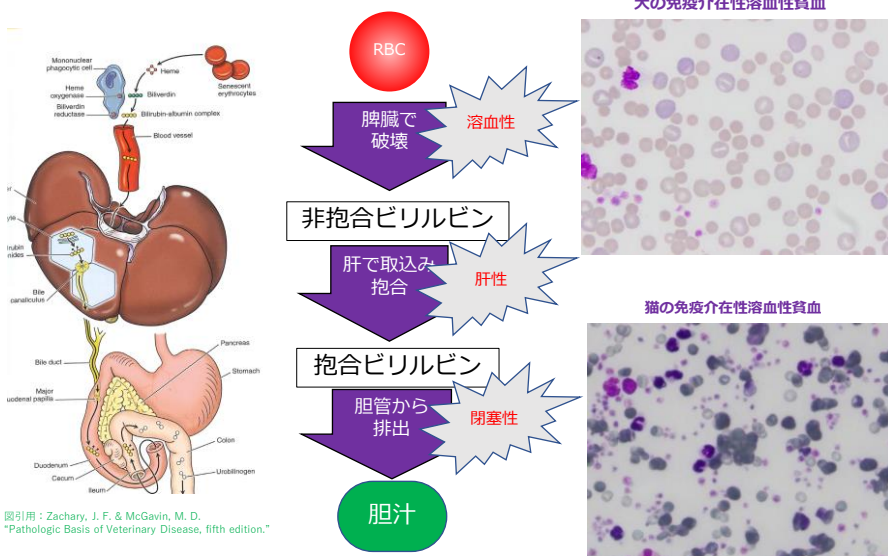 犬の免疫介在性溶血性貧血
Mononuclear
phagocytic cell
Heme
Senescent
erythrocytes
Heme
oxygenase
Biliverdin
Biliverdin
reductase
Bilirubin-albumin complex
Blood vessel
Bile
canaliculus
Bile duct
Pancreas
Stomach
Major
duodenal papilla
Colon
Duodenum
Cacum
Ileum
Urobilinogen
図引用：Zachary, J. F. & McGavin, M. D.
“Pathologic Basis of Veterinary Disease, fifth edition.”
RBC
脾臓で
破壊
溶血性
非抱合ビリルビン
肝で取込み
抱合
肝性
抱合ビリルビン
胆管から
排出
閉塞性
胆汁
猫の免疫介在性溶血性貧血